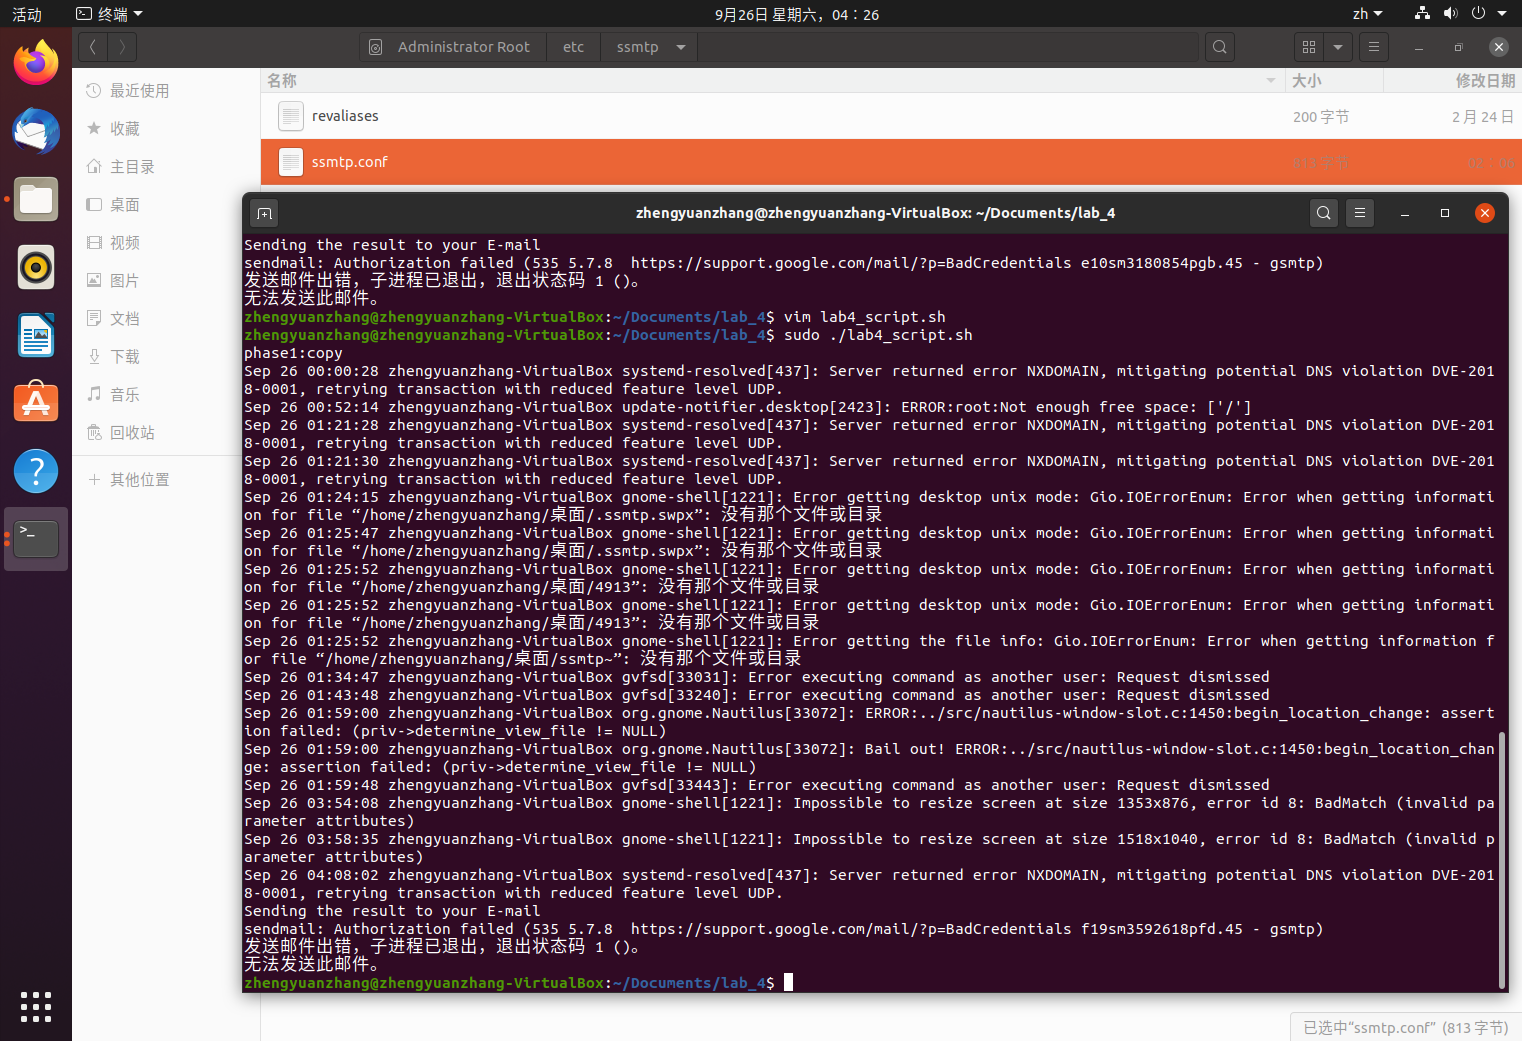 活动 终端 9月26日 星期六，04：26 zh
Administrator Root etc ssmtp
最近使用
收藏
主目录
桌面
视频
图片
文档
下载
音乐
回收站
其他位置
名称 大小 修改日期
revaliases 200 字节 2 月 24 日
ssmtp.conf 813 字节
zhengyuanzhang@zhengyuanzhang-VirtualBox: ~/Documents/lab_4
Sending the result to your E-mail
sendmail: Authorization failed (535 5.7.8  https://support.google.com/mail/?p=BadCredentials e10sm3180854pgb.45 - gsmtp)
发送邮件出错，子进程已退出，退出状态码 1 ()。
无法发送此邮件。
zhengyuanzhang@zhengyuanzhang-VirtualBox:~/Documents/lab_4$ vim lab4_script.sh
zhengyuanzhang@zhengyuanzhang-VirtualBox:~/Documents/lab_4$ sudo ./lab4_script.sh
phase1:copy
Sep 26 00:00:28 zhengyuanzhang-VirtualBox systemd-resolved[437]: Server returned error NXDOMAIN, mitigating potential DNS violation DVE-201
8-0001, retrying transaction with reduced feature level UDP.
Sep 26 00:52:14 zhengyuanzhang-VirtualBox update-notifier.desktop[2423]: ERROR:root:Not enough free space: ['/']
Sep 26 01:21:28 zhengyuanzhang-VirtualBox systemd-resolved[437]: Server returned error NXDOMAIN, mitigating potential DNS violation DVE-201
8-0001, retrying transaction with reduced feature level UDP.
Sep 26 01:21:30 zhengyuanzhang-VirtualBox systemd-resolved[437]: Server returned error NXDOMAIN, mitigating potential DNS violation DVE-201
8-0001, retrying transaction with reduced feature level UDP.
Sep 26 01:24:15 zhengyuanzhang-VirtualBox gnome-shell[1221]: Error getting desktop unix mode: Gio.IOErrorEnum: Error when getting informati
on for file “/home/zhengyuanzhang/桌面/.ssmtp.swpx”: 没有那个文件或目录
Sep 26 01:25:47 zhengyuanzhang-VirtualBox gnome-shell[1221]: Error getting desktop unix mode: Gio.IOErrorEnum: Error when getting informati
on for file “/home/zhengyuanzhang/桌面/.ssmtp.swpx”: 没有那个文件或目录
Sep 26 01:25:52 zhengyuanzhang-VirtualBox gnome-shell[1221]: Error getting desktop unix mode: Gio.IOErrorEnum: Error when getting informati
on for file “/home/zhengyuanzhang/桌面/4913”: 没有那个文件或目录
Sep 26 01:25:52 zhengyuanzhang-VirtualBox gnome-shell[1221]: Error getting desktop unix mode: Gio.IOErrorEnum: Error when getting informati
on for file “/home/zhengyuanzhang/桌面/4913”: 没有那个文件或目录
Sep 26 01:25:52 zhengyuanzhang-VirtualBox gnome-shell[1221]: Error getting the file info: Gio.IOErrorEnum: Error when getting information f
or file “/home/zhengyuanzhang/桌面/ssmtp~”: 没有那个文件或目录
Sep 26 01:34:47 zhengyuanzhang-VirtualBox gvfsd[33031]: Error executing command as another user: Request dismissed
Sep 26 01:43:48 zhengyuanzhang-VirtualBox gvfsd[33240]: Error executing command as another user: Request dismissed
Sep 26 01:59:00 zhengyuanzhang-VirtualBox org.gnome.Nautilus[33072]: ERROR:../src/nautilus-window-slot.c:1450:begin_location_change: assert
ion failed: (priv->determine_view_file != NULL)
Sep 26 01:59:00 zhengyuanzhang-VirtualBox org.gnome.Nautilus[33072]: Bail out! ERROR:../src/nautilus-window-slot.c:1450:begin_location_chan
ge: assertion failed: (priv->determine_view_file != NULL)
Sep 26 01:59:48 zhengyuanzhang-VirtualBox gvfsd[33443]: Error executing command as another user: Request dismissed
Sep 26 03:54:08 zhengyuanzhang-VirtualBox gnome-shell[1221]: Impossible to resize screen at size 1353x876, error id 8: BadMatch (invalid pa
rameter attributes)
Sep 26 03:58:35 zhengyuanzhang-VirtualBox gnome-shell[1221]: Impossible to resize screen at size 1518x1040, error id 8: BadMatch (invalid p
arameter attributes)
Sep 26 04:08:02 zhengyuanzhang-VirtualBox systemd-resolved[437]: Server returned error NXDOMAIN, mitigating potential DNS violation DVE-201
8-0001, retrying transaction with reduced feature level UDP.
Sending the result to your E-mail
sendmail: Authorization failed (535 5.7.8  https://support.google.com/mail/?p=BadCredentials f19sm3592618pfd.45 - gsmtp)
发送邮件出错，子进程已退出，退出状态码 1 ()。
无法发送此邮件。
zhengyuanzhang@zhengyuanzhang-VirtualBox:~/Documents/lab_4$
已选中“ssmtp.conf” (813 字节)